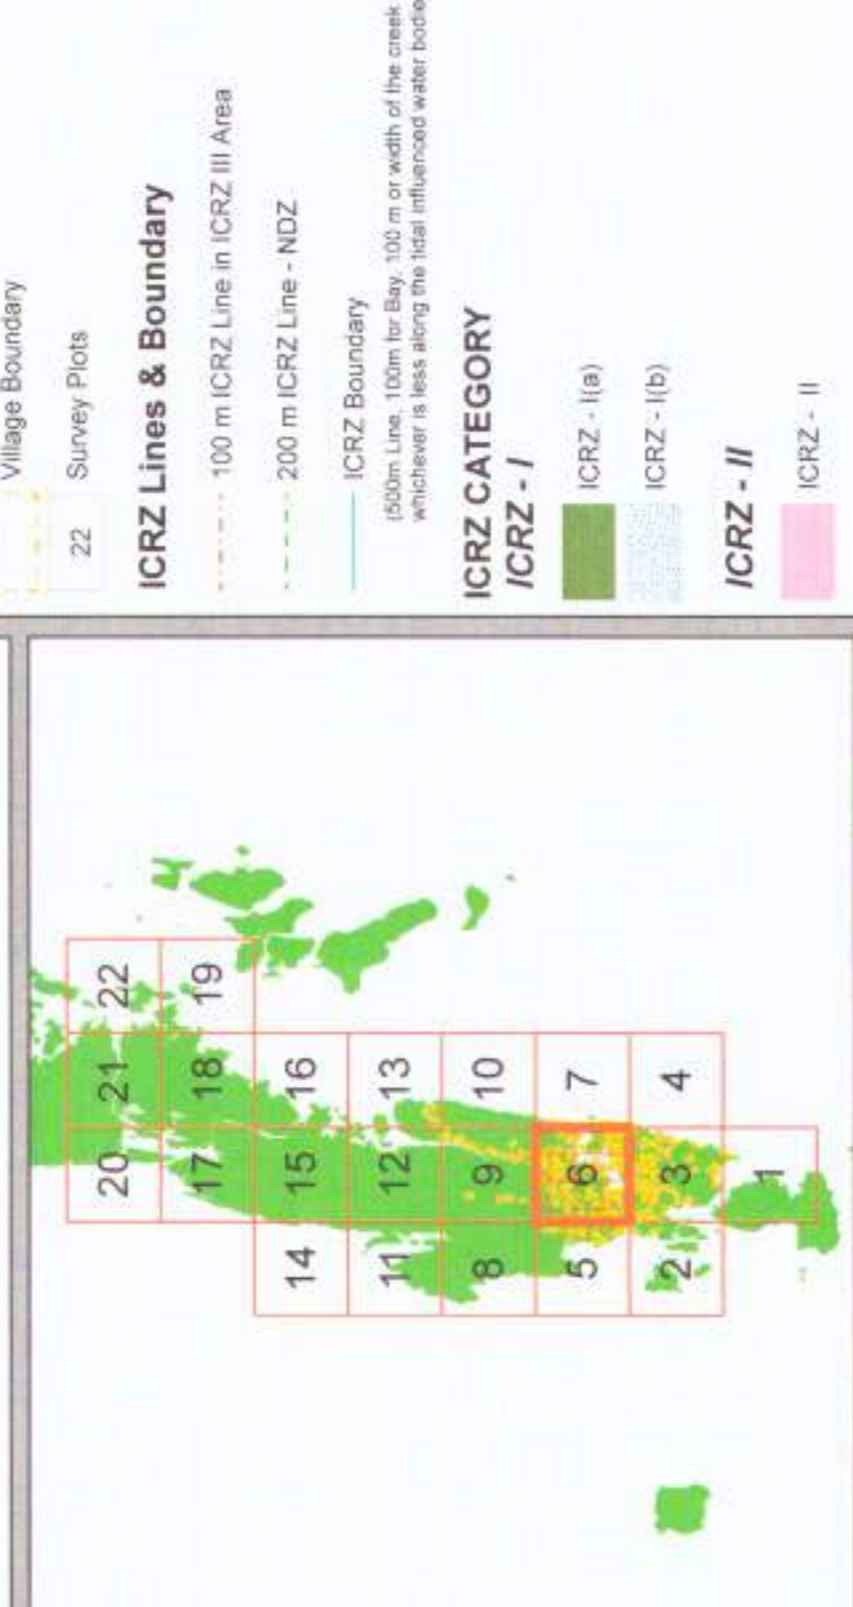 Village Boundary
22 Survey Plots
ICRZ Lines & Boundary
100 m ICRZ Line in ICRZ III Area
200 m ICRZ Line - NDZ
ICRZ Boundary
(500m Line, 100m for Bay, 100 m or width of the creek
whichever is less along the tidal influenced water bodie
ICRZ CATEGORY
ICRZ - I
ICRZ - I(a)
ICRZ - I(b)
ICRZ - II
ICRZ - II
20 21 22
17 18 19
14 15 16
11 12 13
8 9 10
5 6 7
2 3 4
1